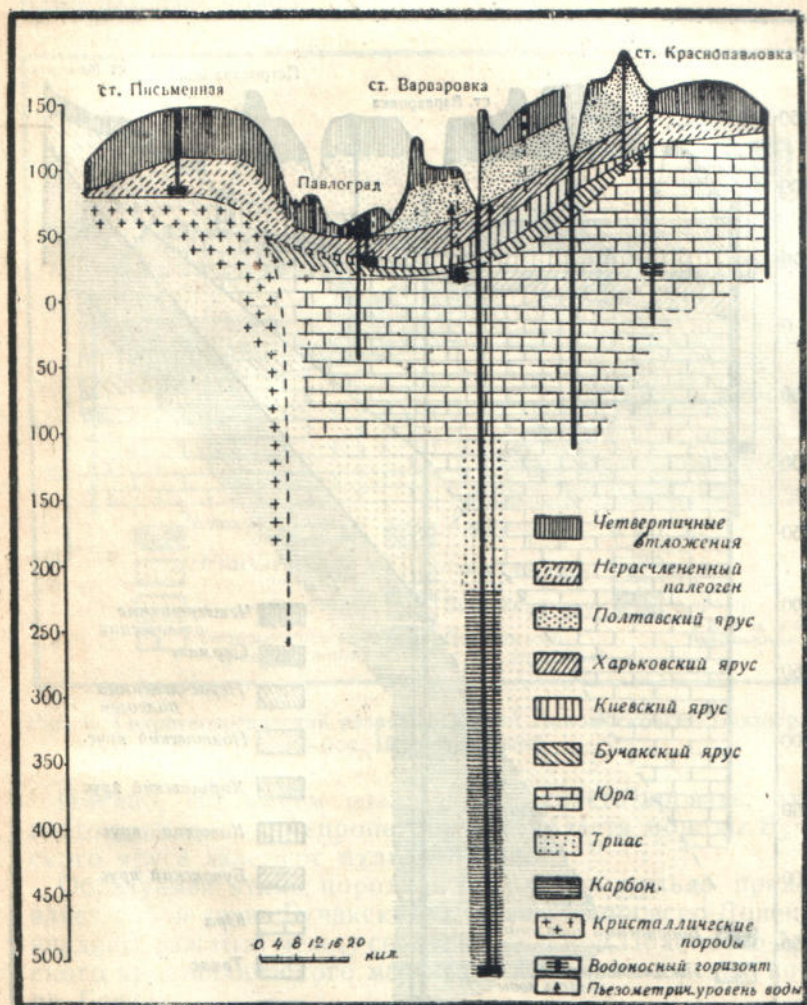 ст. Краснопавловка
ст. Варваровка
ст. Письменная
Павлоград
150
100
50
0
50
100
150
200
250
300
350
400
450
500
Четвертичные
отложения
Нерасчлененный
палеоген
Полтавский ярус
Харьковский ярус
Киевский ярус
Бучакский ярус
Юра
Триас
Карбон
Кристаллические
породы
Водоносный горизонт
Пьезометрич. уровень воды
0 4 8 12 16 20
км